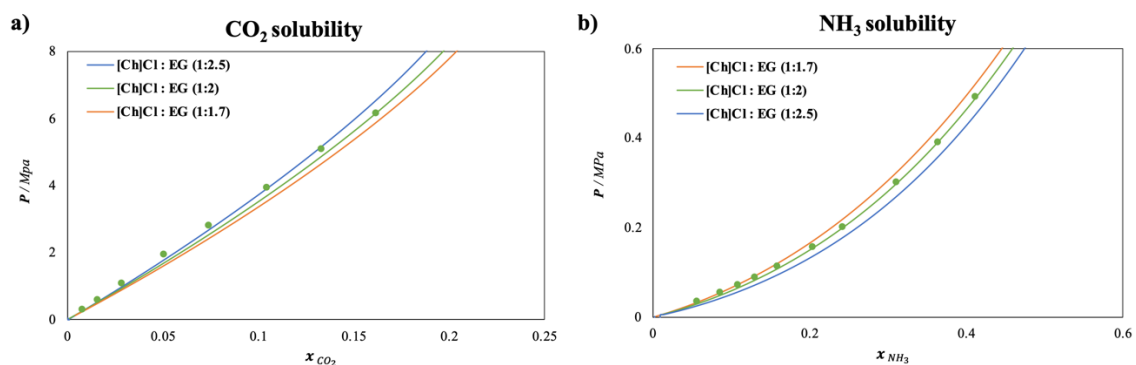 a)
CO₂ solubility
8
6
4
2
0
P / Mpa
[Ch]Cl : EG (1:2.5)
[Ch]Cl : EG (1:2)
[Ch]Cl : EG (1:1.7)
0
0.05
0.1
0.15
0.2
0.25
x CO₂
b)
NH₃ solubility
0.6
0.4
0.2
0
P / MPa
[Ch]Cl : EG (1:1.7)
[Ch]Cl : EG (1:2)
[Ch]Cl : EG (1:2.5)
0
0.2
0.4
0.6
x NH₃